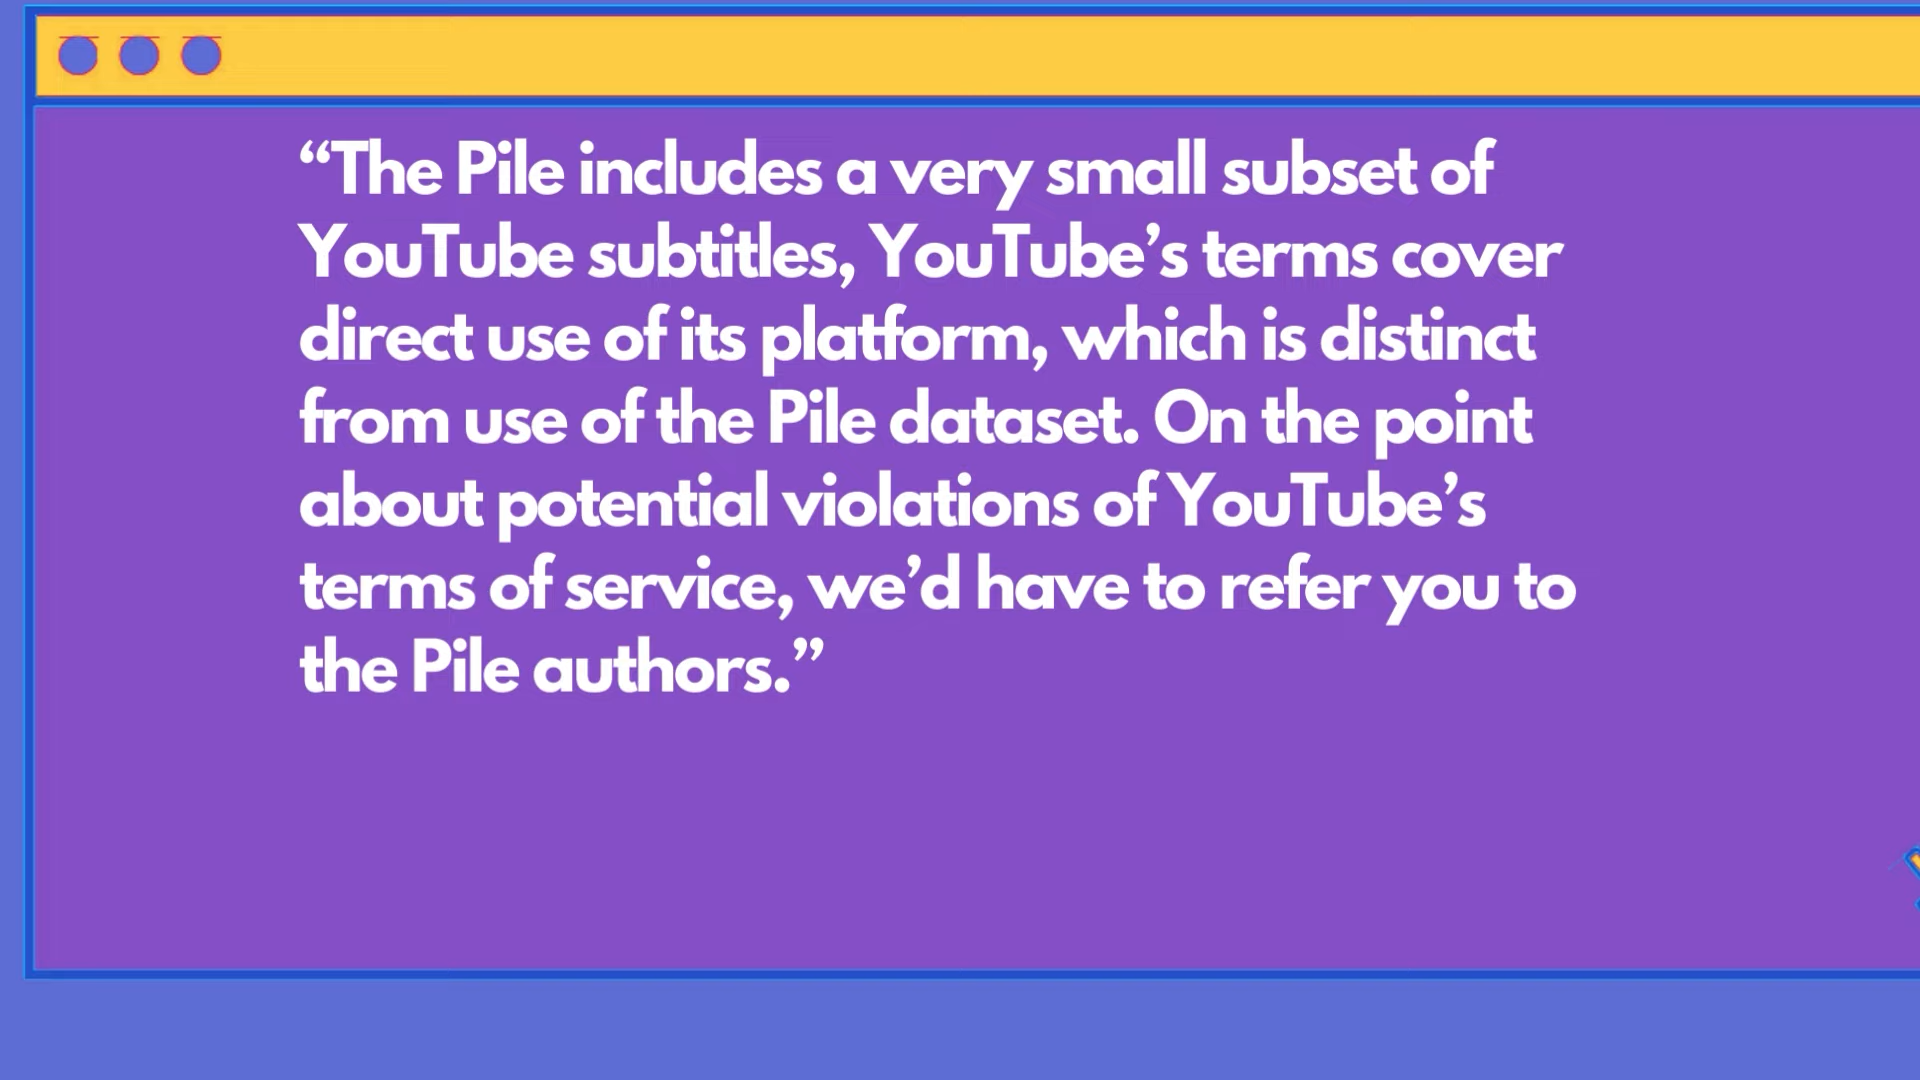 “The Pile includes a very small subset of
YouTube subtitles, YouTube’s terms cover
direct use of its platform, which is distinct
from use of the Pile dataset. On the point
about potential violations of YouTube’s
terms of service, we’d have to refer you to
the Pile authors.”